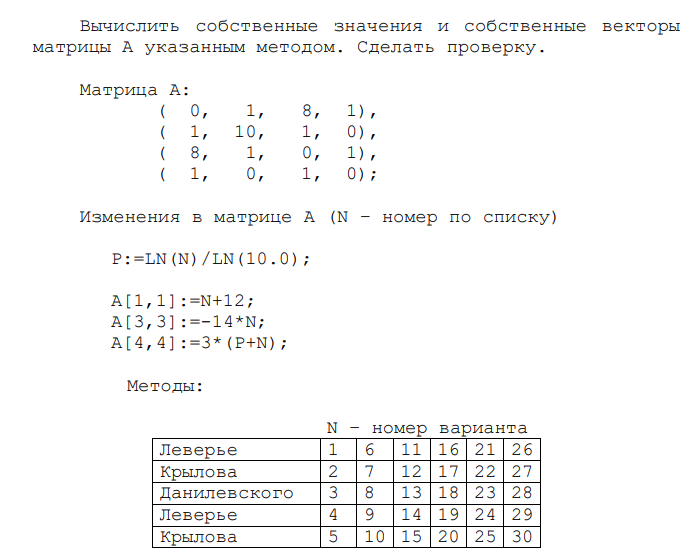 Вычислить собственные значения и собственные векторы
матрицы А указанным методом. Сделать проверку.
Матрица А:
( 0, 1, 8, 1),
( 1, 10, 1, 0),
( 8, 1, 0, 1),
( 1, 0, 1, 0);
Изменения в матрице А (N – номер по списку)
P:=LN(N)/LN(10.0);
A[1,1]:=N+12;
A[3,3]:=-14*N;
A[4,4]:=3*(P+N);
Методы:
N – номер варианта
Леверье 1 6 11 16 21 26
Крылова 2 7 12 17 22 27
Данилевского 3 8 13 18 23 28
Леверье 4 9 14 19 24 29
Крылова 5 10 15 20 25 30